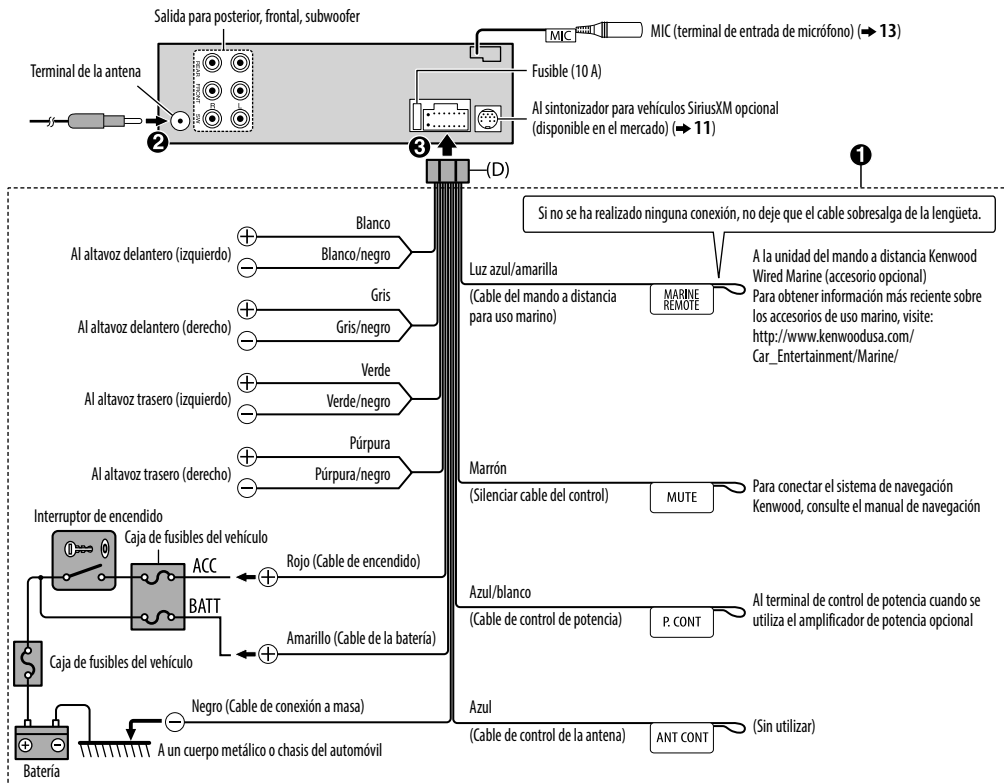 Salida para posterior, frontal, subwoofer
MIC
MIC (terminal de entrada de micrófono) (➡ 13)
Terminal de la antena
REAR
FRONT
SW
R
L
Fusible (10 A)
Al sintonizador para vehículos SiriusXM opcional
(disponible en el mercado) (➡ 11)
❷
❸
(D)
❶
Si no se ha realizado ninguna conexión, no deje que el cable sobresalga de la lengüeta.
Al altavoz delantero (izquierdo)
Blanco
Blanco/negro
Al altavoz delantero (derecho)
Gris
Gris/negro
Al altavoz trasero (izquierdo)
Verde
Verde/negro
Al altavoz trasero (derecho)
Púrpura
Púrpura/negro
Luz azul/amarilla
(Cable del mando a distancia
para uso marino)
MARINE
REMOTE
A la unidad del mando a distancia Kenwood
Wired Marine (accesorio opcional)
Para obtener información más reciente sobre
los accesorios de uso marino, visite:
http://www.kenwoodusa.com/
Car_Entertainment/Marine/
Marrón
(Silenciar cable del control)
MUTE
Para conectar el sistema de navegación
Kenwood, consulte el manual de navegación
Interruptor de encendido
Caja de fusibles del vehículo
ACC
Rojo (Cable de encendido)
BATT
Amarillo (Cable de la batería)
Azul/blanco
(Cable de control de potencia)
P. CONT
Al terminal de control de potencia cuando se
utiliza el amplificador de potencia opcional
Caja de fusibles del vehículo
Negro (Cable de conexión a masa)
A un cuerpo metálico o chasis del automóvil
Batería
Azul
(Cable de control de la antena)
ANT CONT
(Sin utilizar)